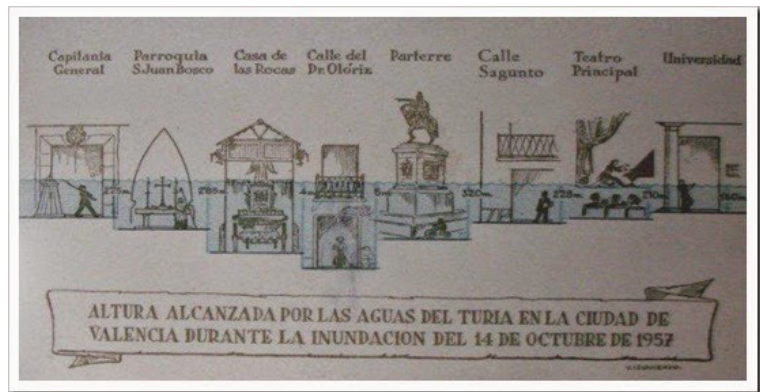 Capitania
General
Parroquia
S.Juan Bosco
Casa de
las Rocas
Calle del
Dr. Olóriz
Parterre
Calle
Sagunto
Teatro
Principal
Universidad
ALTURA ALCANZADA POR LAS AGUAS DEL TURIA EN LA CIUDAD DE
VALENCIA DURANTE LA INUNDACION DEL 14 DE OCTUBRE DE 1957